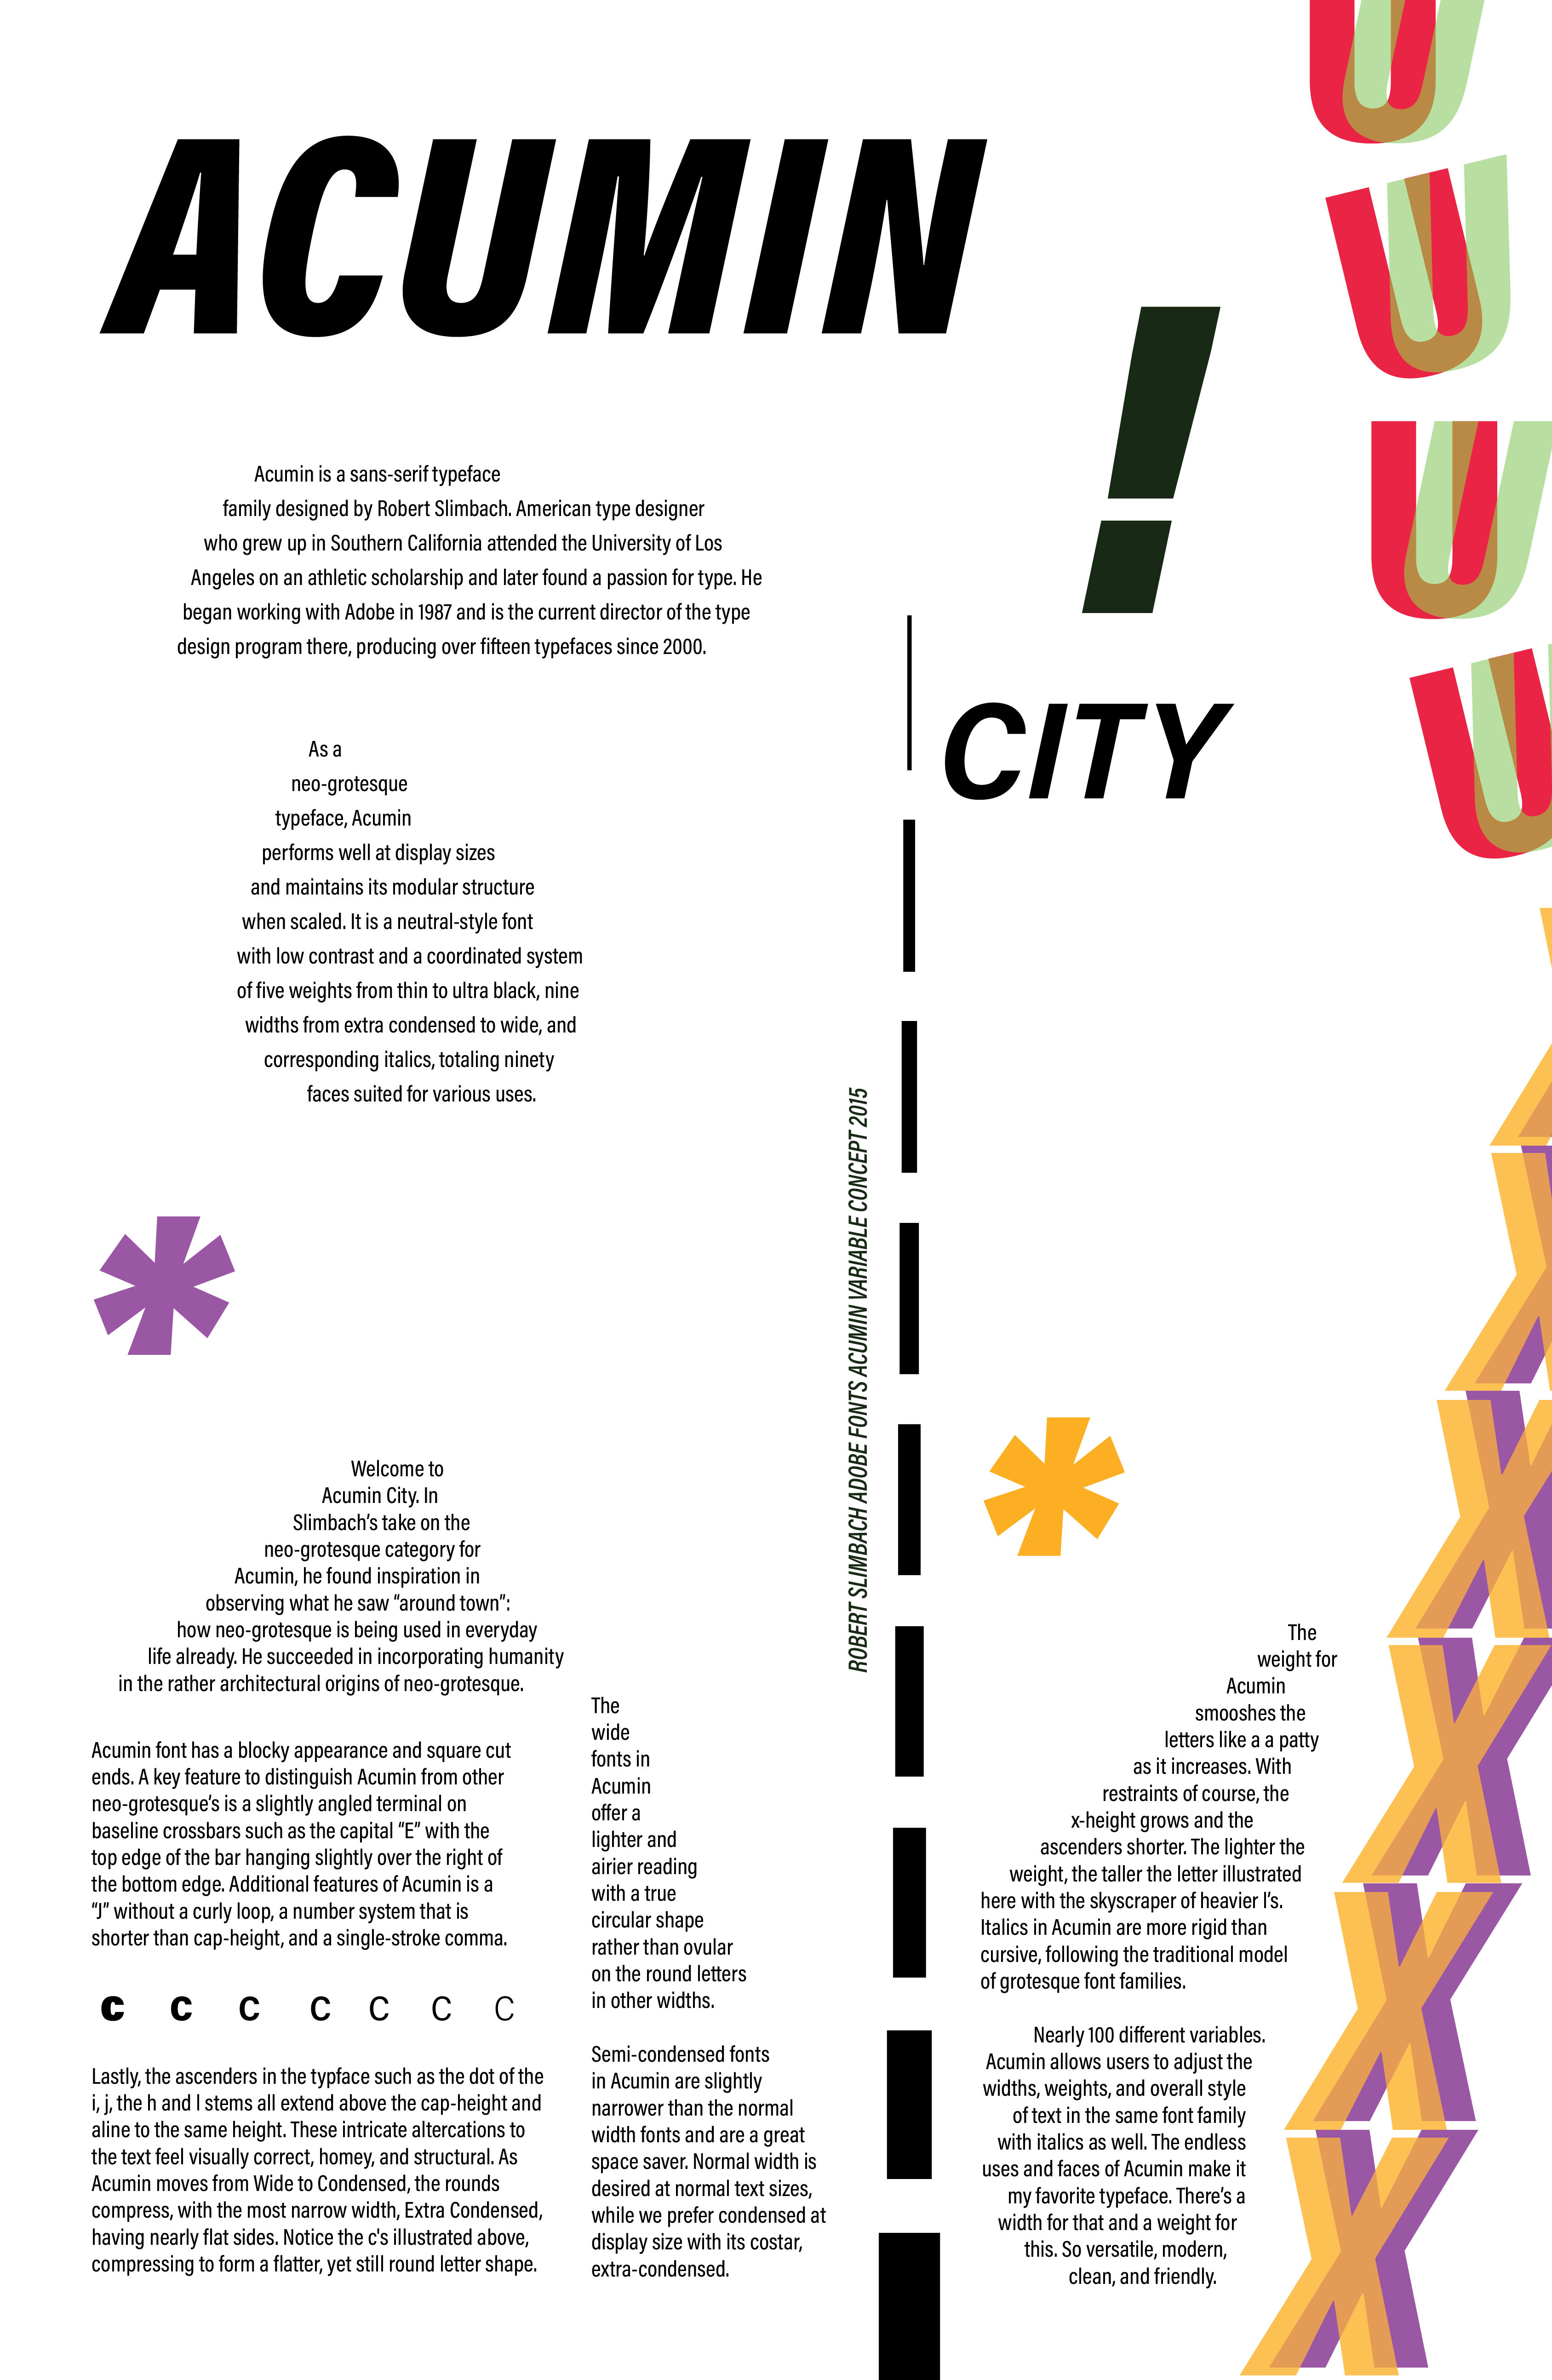 ACUMIN
!
CITY
Acumin is a sans-serif typeface
family designed by Robert Slimbach. American type designer
who grew up in Southern California attended the University of Los
Angeles on an athletic scholarship and later found a passion for type. He
began working with Adobe in 1987 and is the current director of the type
design program there, producing over fifteen typefaces since 2000.
As a
neo-grotesque
typeface, Acumin
performs well at display sizes
and maintains its modular structure
when scaled. It is a neutral-style font
with low contrast and a coordinated system
of five weights from thin to ultra black, nine
widths from extra condensed to wide, and
corresponding italics, totaling ninety
faces suited for various uses.
*
Welcome to
Acumin City. In
Slimbach’s take on the
neo-grotesque category for
Acumin, he found inspiration in
observing what he saw “around town”:
how neo-grotesque is being used in everyday
life already. He succeeded in incorporating humanity
in the rather architectural origins of neo-grotesque.
Acumin font has a blocky appearance and square cut
ends. A key feature to distinguish Acumin from other
neo-grotesque’s is a slightly angled terminal on
baseline crossbars such as the capital “E” with the
top edge of the bar hanging slightly over the right of
the bottom edge. Additional features of Acumin is a
“J” without a curly loop, a number system that is
shorter than cap-height, and a single-stroke comma.
C C C C C C C
Lastly, the ascenders in the typface such as the dot of the
i, j, the h and l stems all extend above the cap-height and
aline to the same height. These intricate altercations to
the text feel visually correct, homey, and structural. As
Acumin moves from Wide to Condensed, the rounds
compress, with the most narrow width, Extra Condensed,
having nearly flat sides. Notice the c's illustrated above,
compressing to form a flatter, yet still round letter shape.
The
wide
fonts in
Acumin
offer a
lighter and
airier reading
with a true
circular shape
rather than ovular
on the round letters
in other widths.
Semi-condensed fonts
in Acumin are slightly
narrower than the normal
width fonts and are a great
space saver. Normal width is
desired at normal text sizes,
while we prefer condensed at
display size with its costar,
extra-condensed.
ROBERT SLIMBACH ADOBE FONTS ACUMIN VARIABLE CONCEPT 2015
*
The
weight for
Acumin
smooshes the
letters like a a patty
as it increases. With
restraints of course, the
x-height grows and the
ascenders shorter. The lighter the
weight, the taller the letter illustrated
here with the skyscraper of heavier I’s.
Italics in Acumin are more rigid than
cursive, following the traditional model
of grotesque font families.
Nearly 100 different variables.
Acumin allows users to adjust the
widths, weights, and overall style
of text in the same font family
with italics as well. The endless
uses and faces of Acumin make it
my favorite typeface. There’s a
width for that and a weight for
this. So versatile, modern,
clean, and friendly.
UU
UU
UU
UU
X
XX
XX
XX
XX
XX